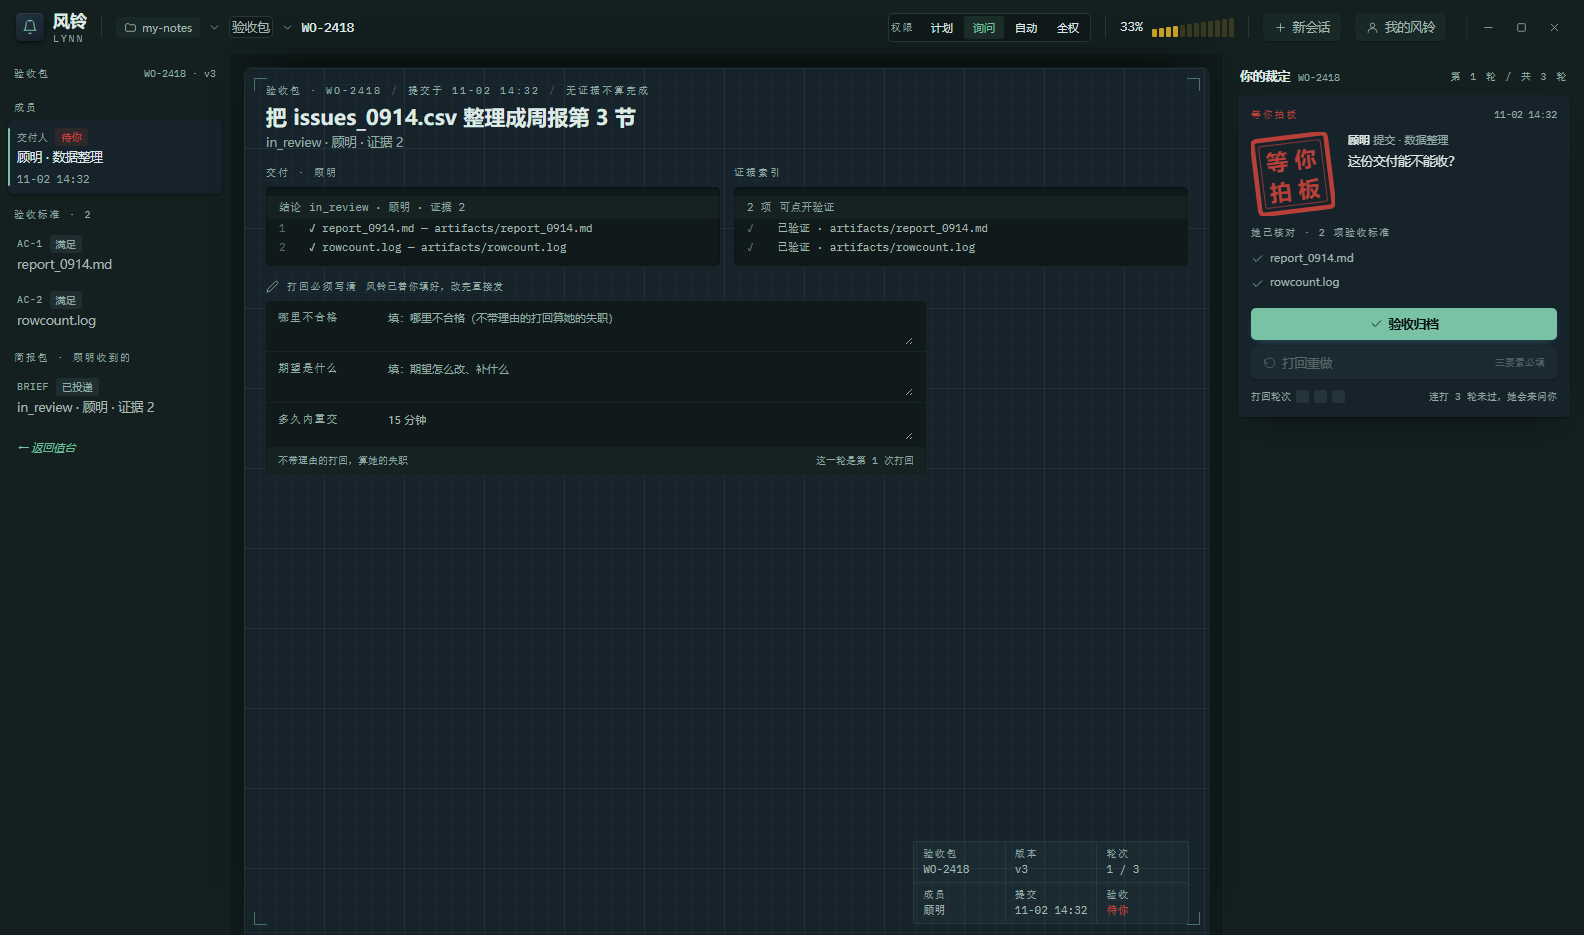 风铃
LYNN
my-notes
验收包
WO-2418
权限
计划
询问
自动
全权
33%
新会话
我的风铃
验收包
WO-2418 · v3
成员
交付人 待你
顾明 · 数据整理
11-02 14:32
验收标准 · 2
AC-1 满足
report_0914.md
AC-2 满足
rowcount.log
简报包 · 顾明收到的
BRIEF 已投递
in_review · 顾明 · 证据 2
← 返回值台
验收包 · WO-2418 / 提交于 11-02 14:32 / 无证据不算完成
把 issues_0914.csv 整理成周报第 3 节
in_review · 顾明 · 证据 2
交付 · 顾明
结论 in_review · 顾明 · 证据 2
1 ✓ report_0914.md — artifacts/report_0914.md
2 ✓ rowcount.log — artifacts/rowcount.log
证据索引
2 项 可点开验证
✓ 已验证 · artifacts/report_0914.md
✓ 已验证 · artifacts/rowcount.log
打回必须写清 风铃已替你填好，改完直接发
哪里不合格
填：哪里不合格（不带理由的打回算她的失职）
期望是什么
填：期望怎么改、补什么
多久内重交
15 分钟
不带理由的打回，算她的失职
这一轮是第 1 次打回
验收包
WO-2418
版本
v3
轮次
1 / 3
成员
顾明
提交
11-02 14:32
验收
待你
你的裁定 WO-2418
第 1 轮 / 共 3 轮
等你拍板
11-02 14:32
等你
拍板
顾明 提交 · 数据整理
这份交付能不能收？
她已核对 · 2 项验收标准
report_0914.md
rowcount.log
验收归档
打回重做
三要素必填
打回轮次
连打 3 轮未过，她会来问你